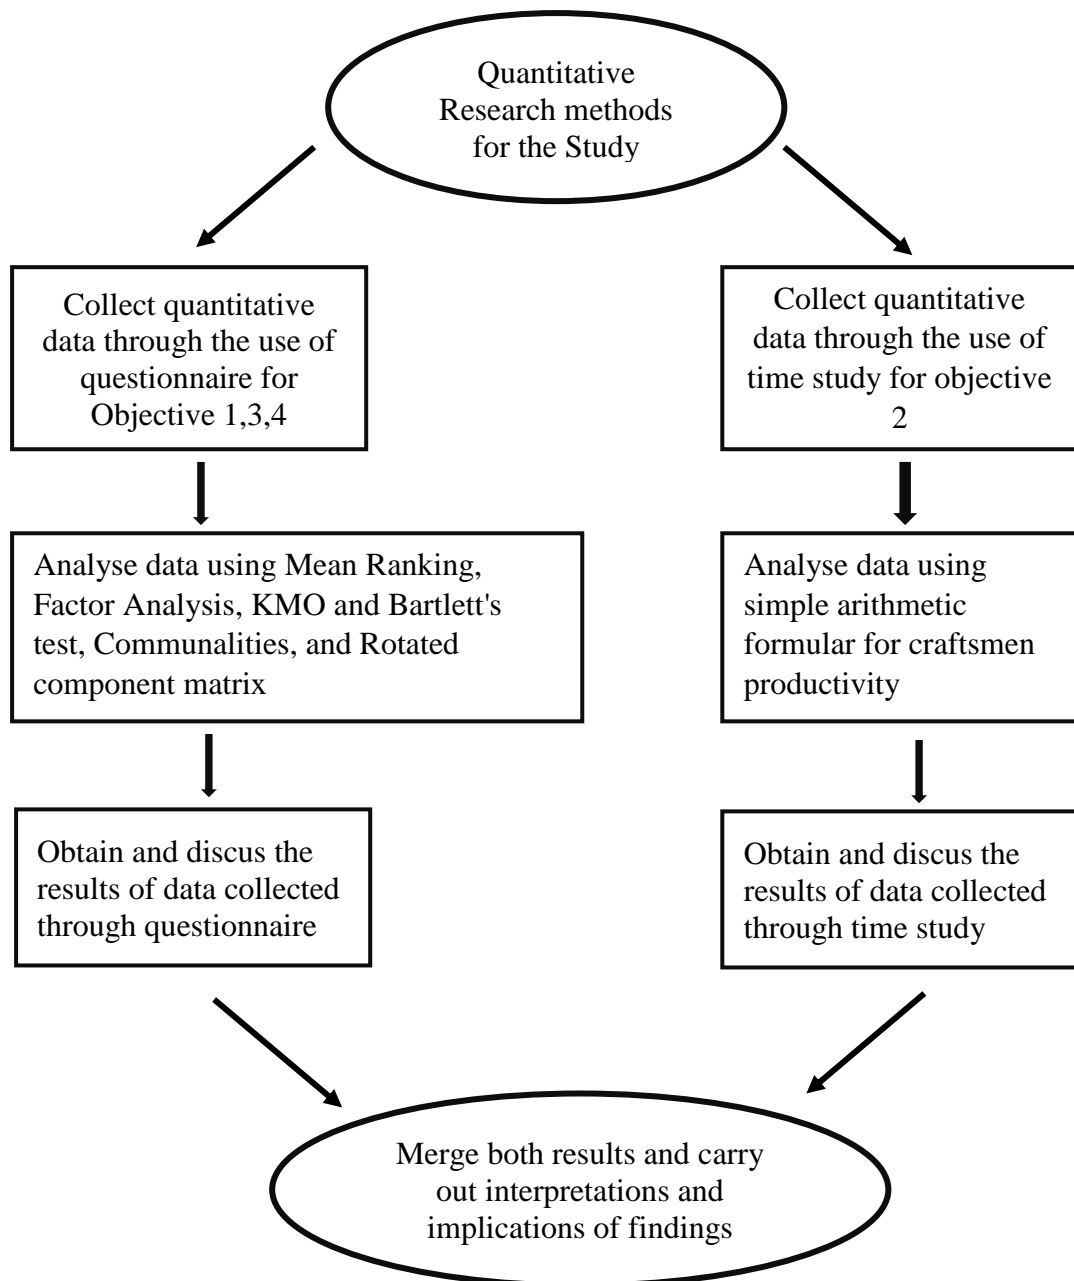 Quantitative
Research methods
for the Study
Collect quantitative
data through the use of
questionnaire for
Objective 1,3,4
Collect quantitative
data through the use of
time study for objective
2
Analyse data using Mean Ranking,
Factor Analysis, KMO and Bartlett's
test, Communalities, and Rotated
component matrix
Analyse data using
simple arithmetic
formular for craftsmen
productivity
Obtain and discus the
results of data collected
through questionnaire
Obtain and discus the
results of data collected
through time study
Merge both results and carry
out interpretations and
implications of findings